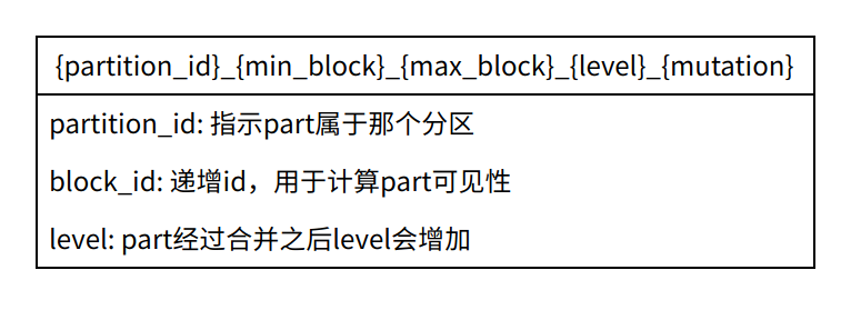 {partition_id}_{min_block}_{max_block}_{level}_{mutation}
partition_id: 指示part属于那个分区
block_id: 递增id，用于计算part可见性
level: part经过合并之后level会增加